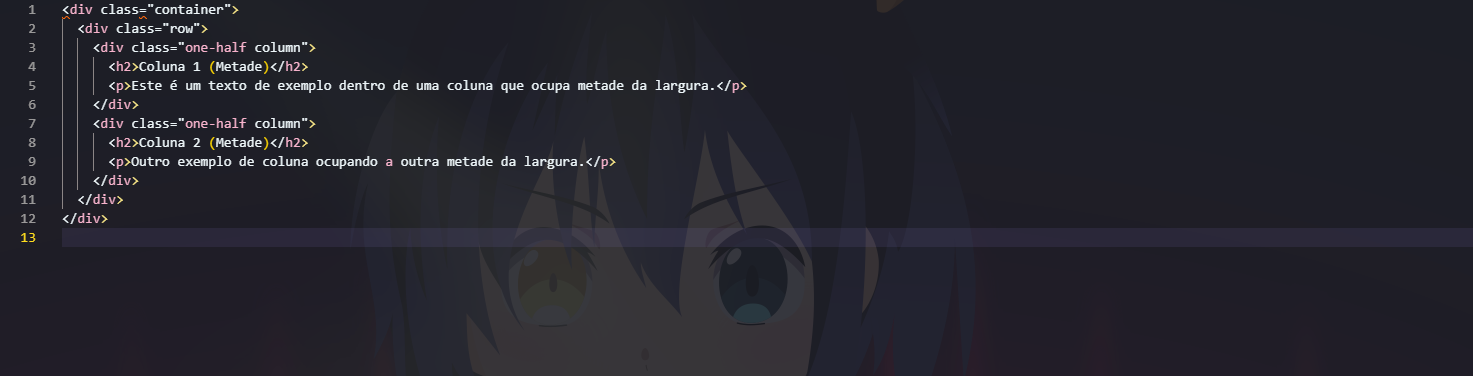 1 <div class="container">
2 <div class="row">
3 <div class="one-half column">
4 <h2>Coluna 1 (Metade)</h2>
5 <p>Este é um texto de exemplo dentro de uma coluna que ocupa metade da largura.</p>
6 </div>
7 <div class="one-half column">
8 <h2>Coluna 2 (Metade)</h2>
9 <p>Outro exemplo de coluna ocupando a outra metade da largura.</p>
10 </div>
11 </div>
12 </div>
13